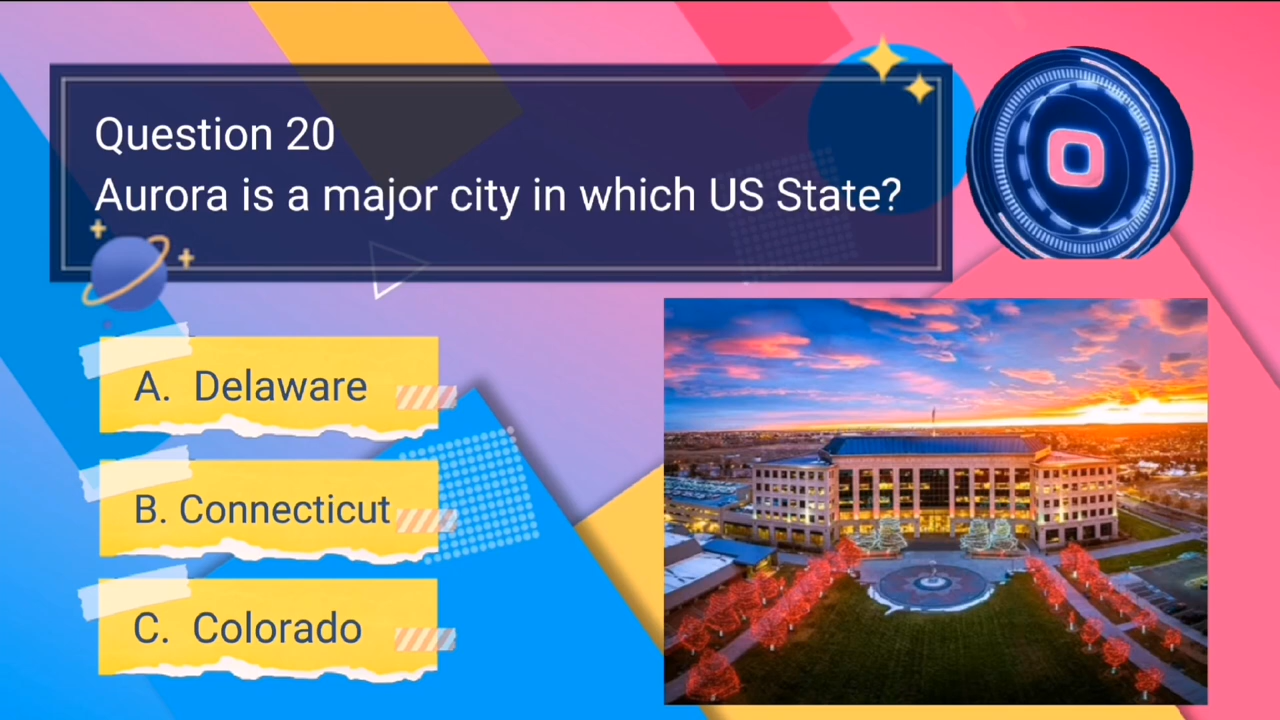 Question 20
Aurora is a major city in which US State?
A. Delaware
B. Connecticut
C. Colorado